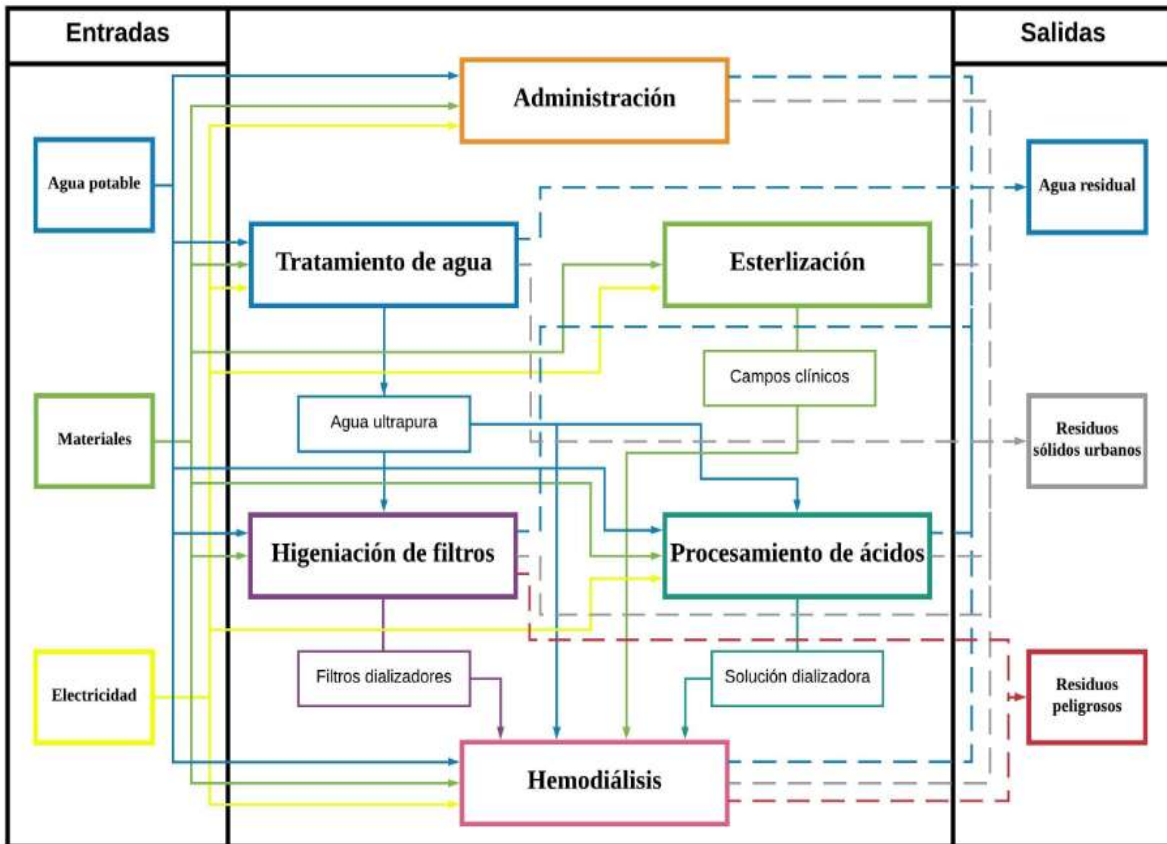 Entradas
Salidas
Administración
Agua potable
Agua residual
Tratamiento de agua
Esterlización
Campos clínicos
Agua ultrapura
Materiales
Residuos
sólidos urbanos
Higeniación de filtros
Procesamiento de ácidos
Filtros dializadores
Solución dializadora
Electricidad
Residuos
peligrosos
Hemodiálisis